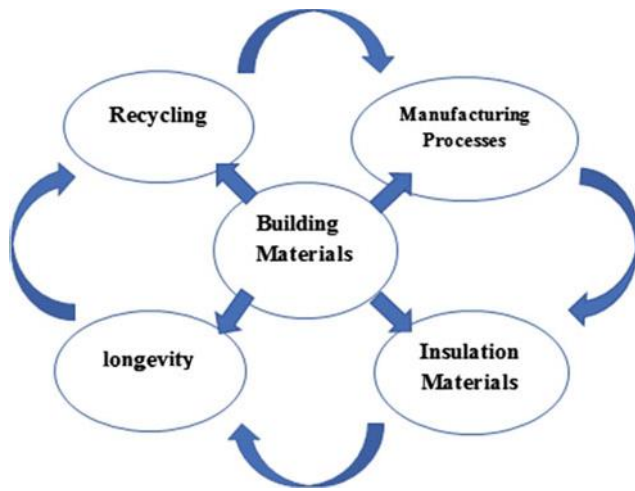 Recycling
Manufacturing
Processes
Building
Materials
longevity
Insulation
Materials